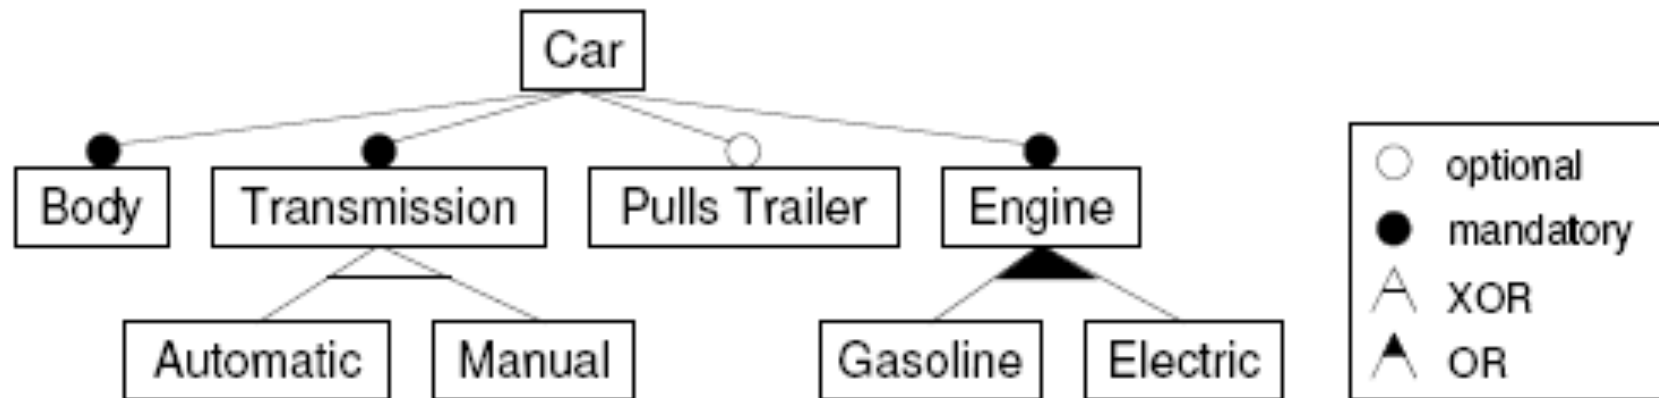 Car
Body
Transmission
Pulls Trailer
Engine
Automatic
Manual
Gasoline
Electric
optional
mandatory
XOR
OR